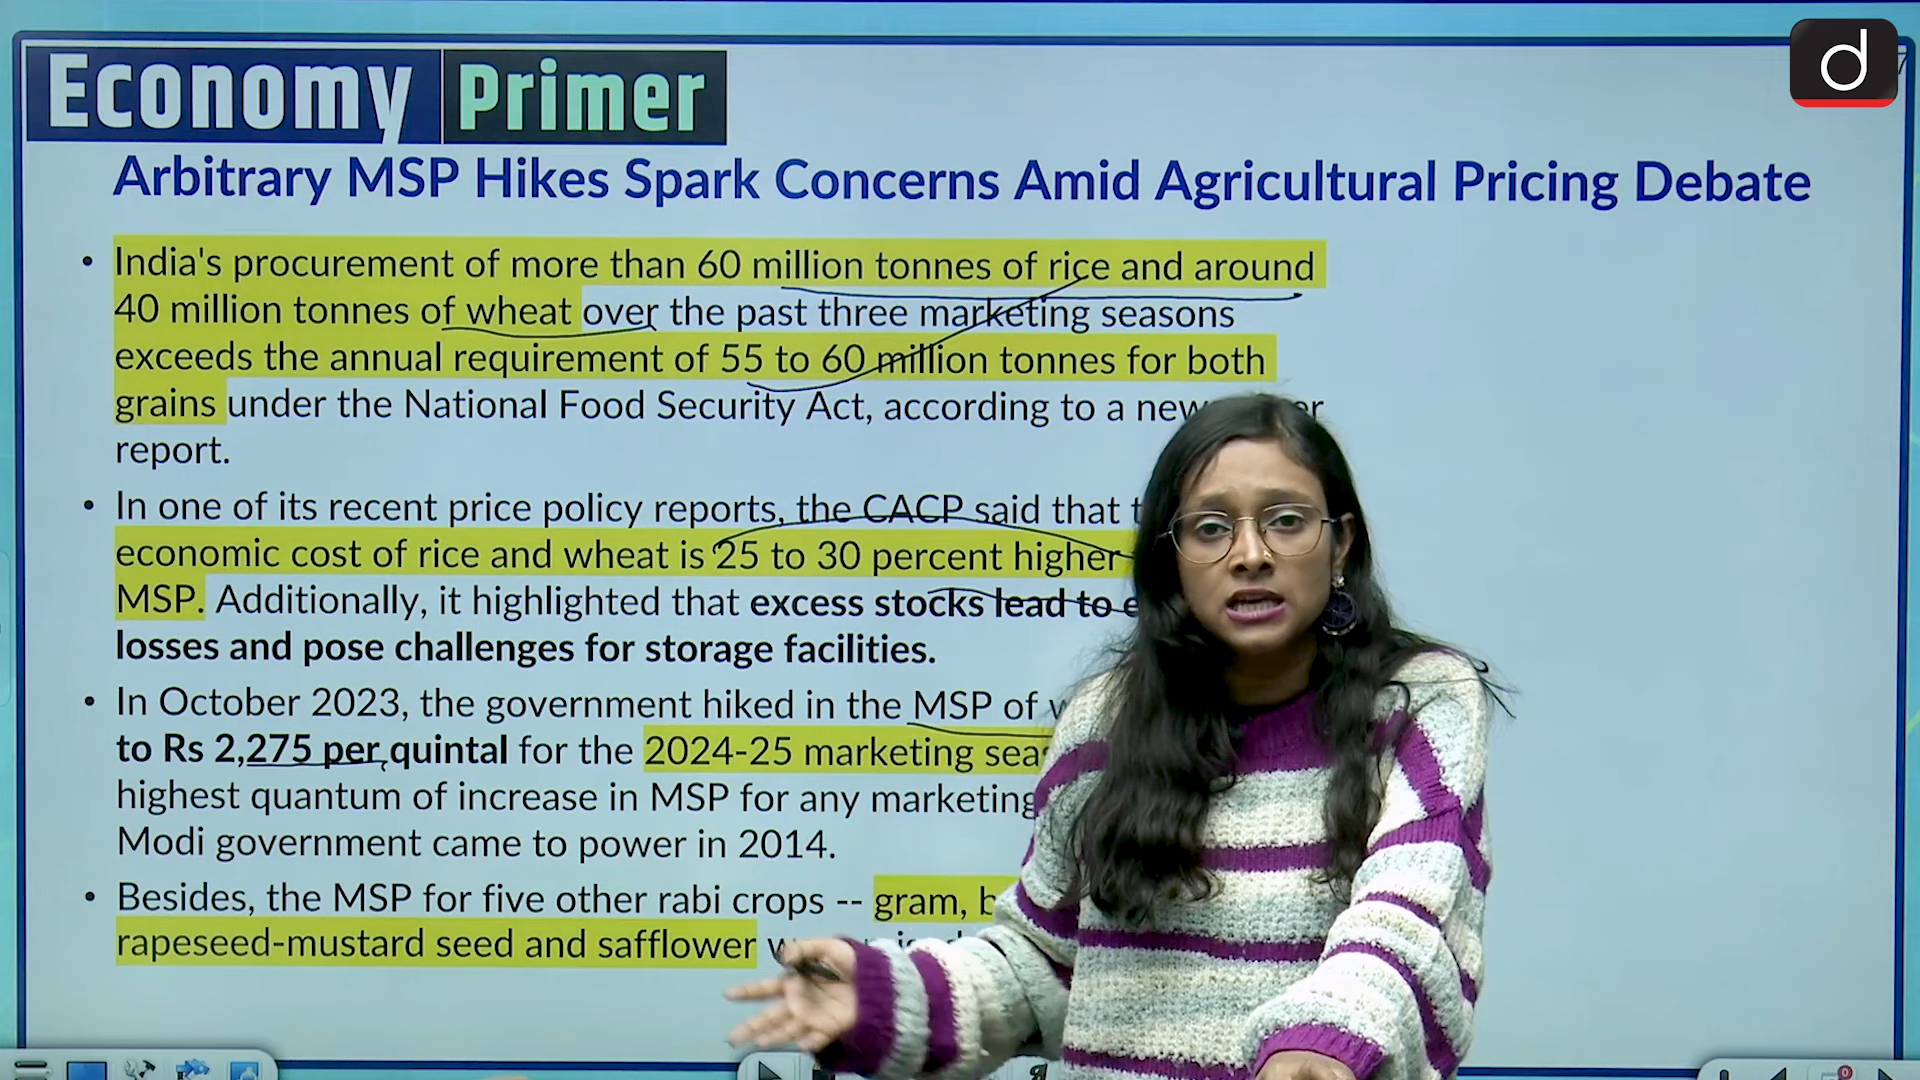 d
Economy Primer
Arbitrary MSP Hikes Spark Concerns Amid Agricultural Pricing Debate
• India's procurement of more than 60 million tonnes of rice and around
40 million tonnes of wheat over the past three marketing seasons
exceeds the annual requirement of 55 to 60 million tonnes for both
grains under the National Food Security Act, according to a new
report.
• In one of its recent price policy reports, the CACP said that
economic cost of rice and wheat is 25 to 30 percent higher
MSP. Additionally, it highlighted that excess stocks lead to
losses and pose challenges for storage facilities.
• In October 2023, the government hiked in the MSP of
to Rs 2,275 per quintal for the 2024-25 marketing
highest quantum of increase in MSP for any marketing
Modi government came to power in 2014.
• Besides, the MSP for five other rabi crops -- gram,
rapeseed-mustard seed and safflower